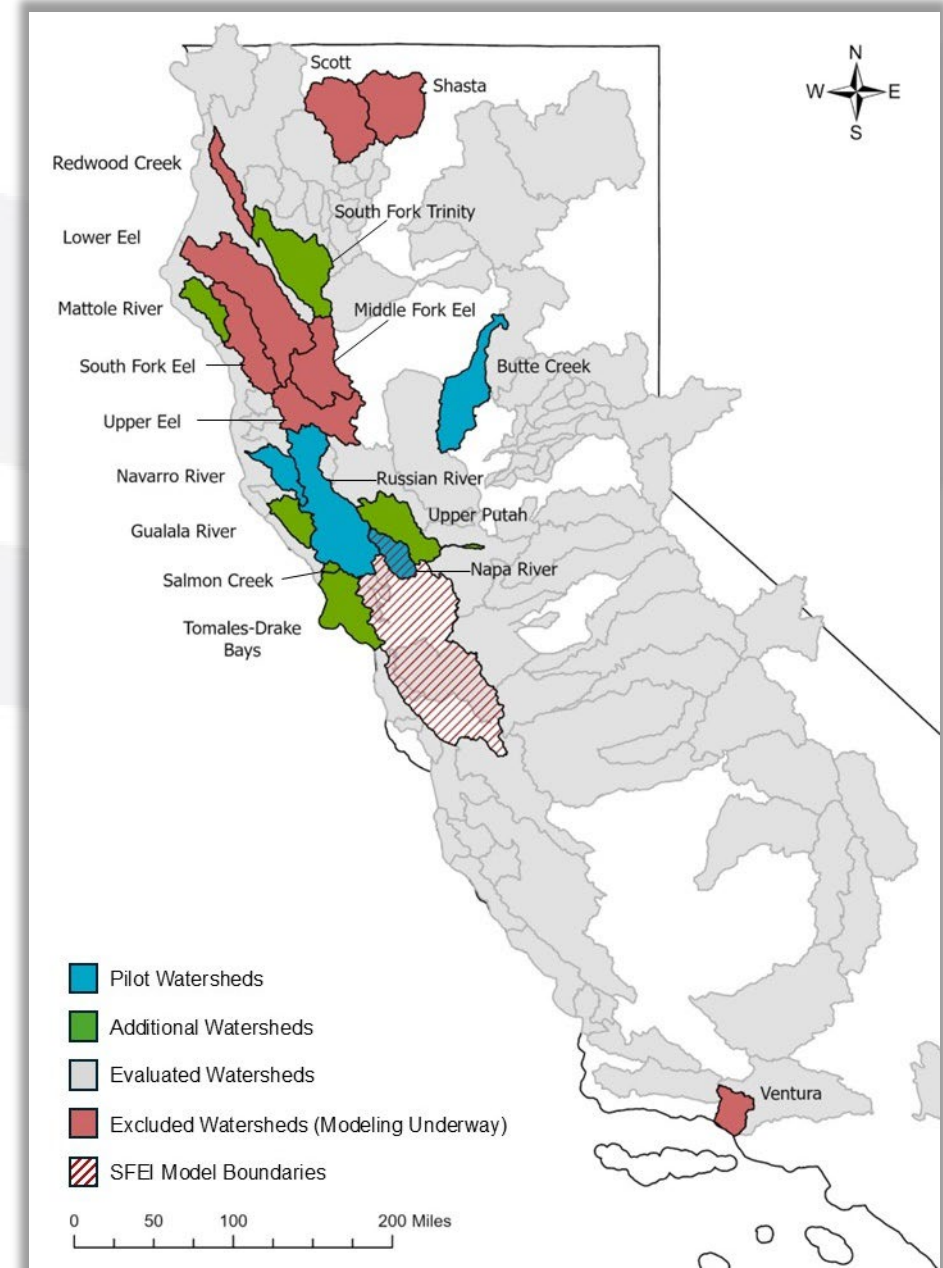 Scott
Shasta
N
W
E
S
Redwood Creek
South Fork Trinity
Lower Eel
Mattole River
Middle Fork Eel
South Fork Eel
Butte Creek
Upper Eel
Navarro River
Russian River
Upper Putah
Gualala River
Napa River
Salmon Creek
Tomales-Drake
Bays
Pilot Watersheds
Additional Watersheds
Evaluated Watersheds
Ventura
Excluded Watersheds (Modeling Underway)
SFEI Model Boundaries
0 50 100 200 Miles